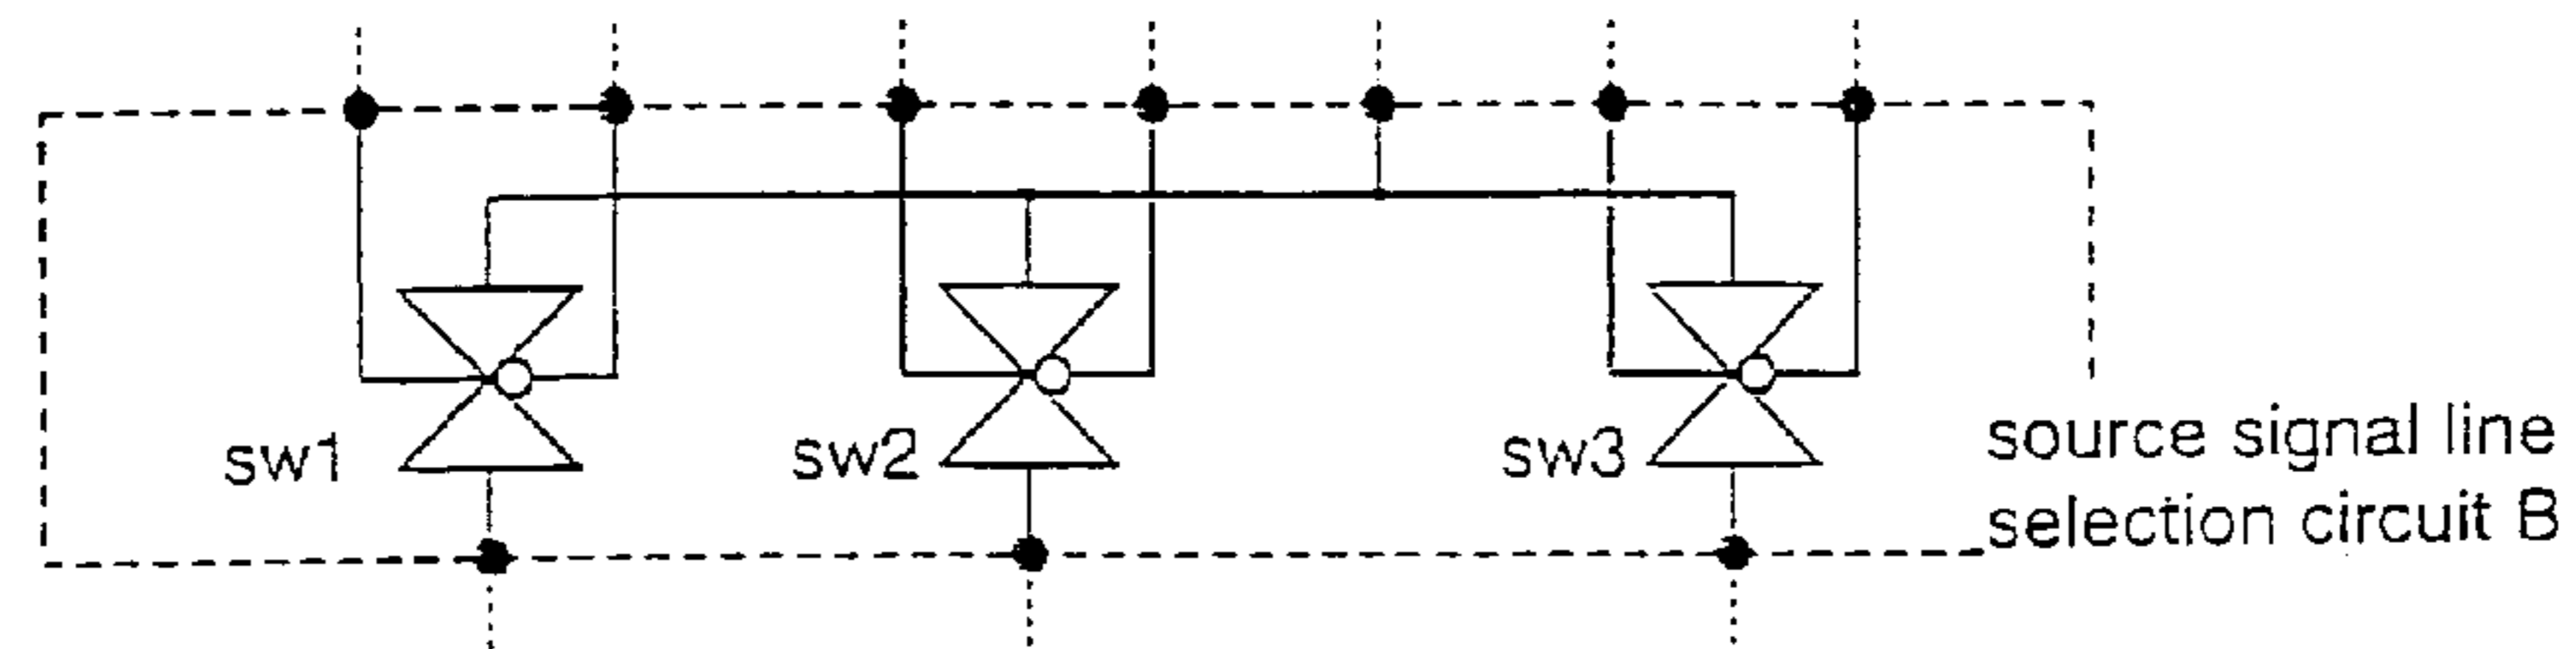 sw1
sw2
sw3
source signal line
selection circuit B